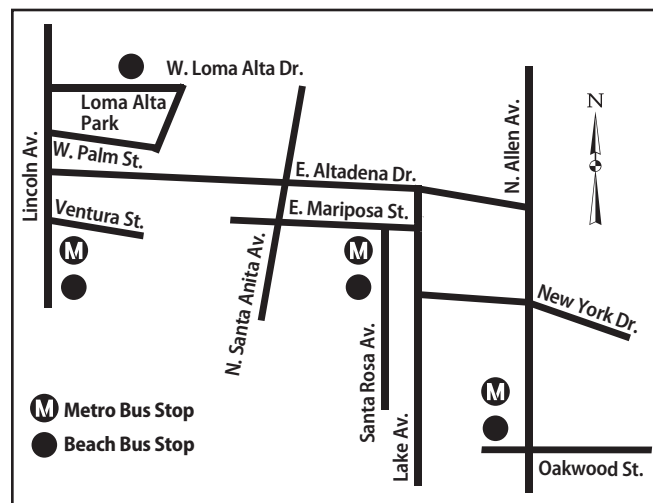 W. Loma Alta Dr.
Loma Alta
Park
W. Palm St.
Lincoln Av.
N. Allen Av.
N
E. Altadena Dr.
E. Mariposa St.
Ventura St.
M
M
N. Santa Anita Av.
New York Dr.
Santa Rosa Av.
Lake Av.
M
M Metro Bus Stop
Beach Bus Stop
Oakwood St.